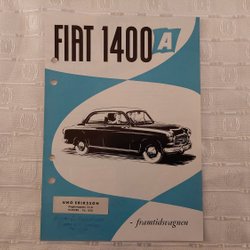 FIAT 1400 A
UNO ERIKSSON
- framtidsvagnen